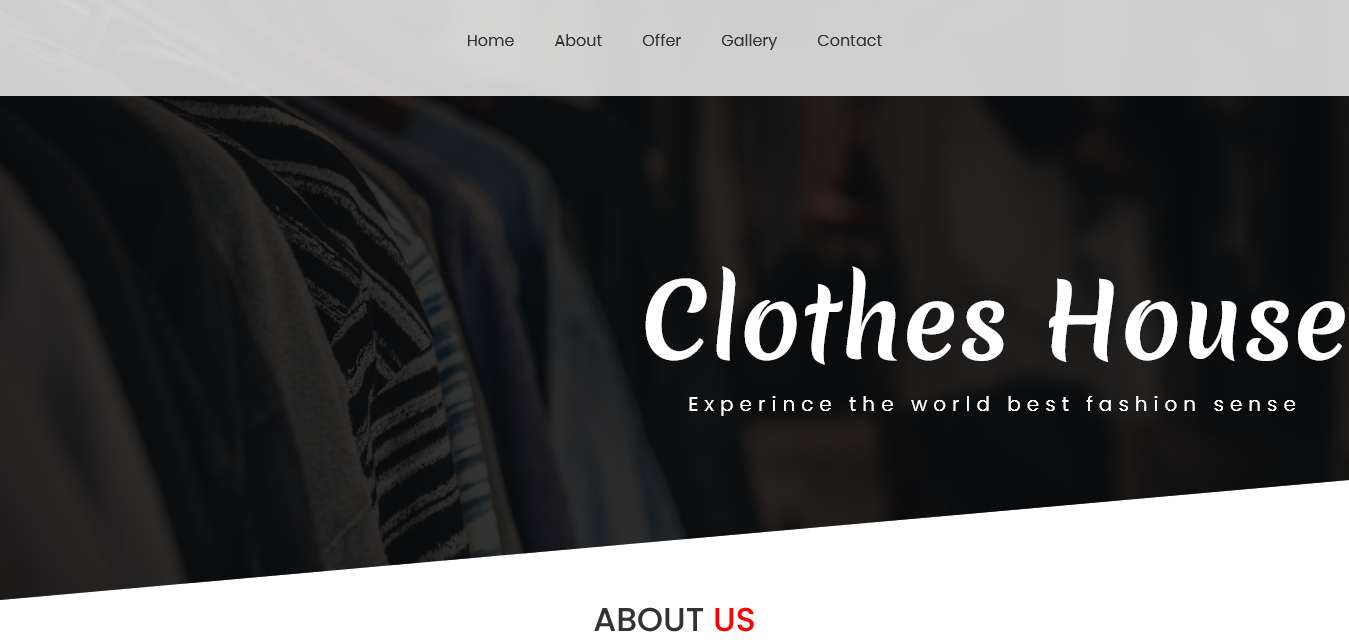 Home About Offer Gallery Contact
Clothes House
Experince the world best fashion sense
ABOUT US